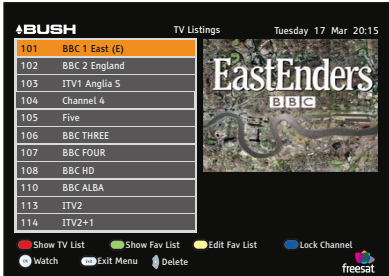 BUSH TV Listings Tuesday 17 Mar 20:15
101 BBC 1 East (E)
102 BBC 2 England
103 ITV1 Anglia S
104 Channel 4
105 Five
106 BBC THREE
107 BBC FOUR
108 BBC HD
110 BBC ALBA
113 ITV2
114 ITV2+1
EastEnders
BBC
Show TV List Show Fav List Edit Fav List Lock Channel
OK Watch Exit Exit Menu Delete
freesat